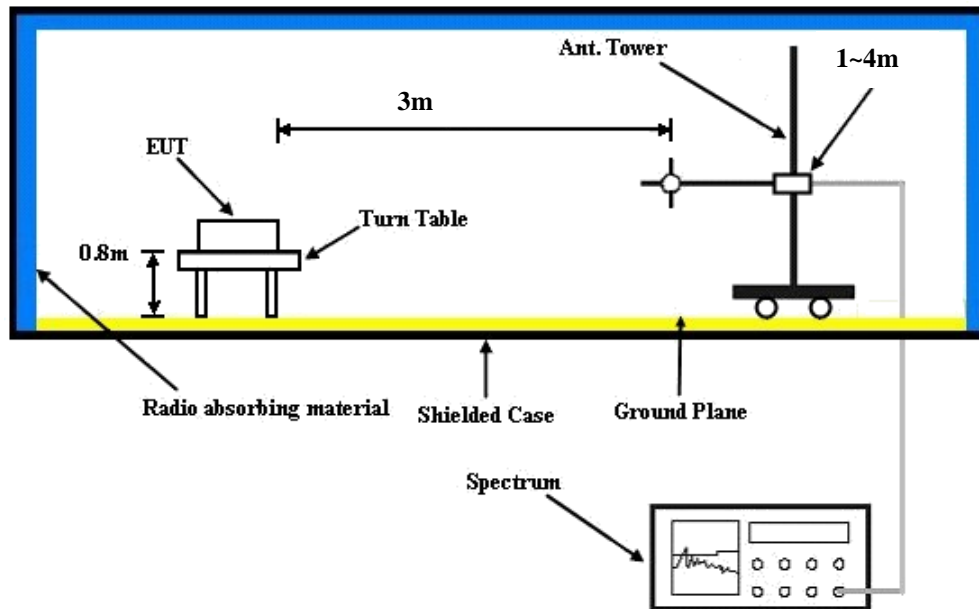 Ant. Tower
1~4m
3m
EUT
Turn Table
0.8m
Radio absorbing material
Shielded Case
Ground Plane
Spectrum